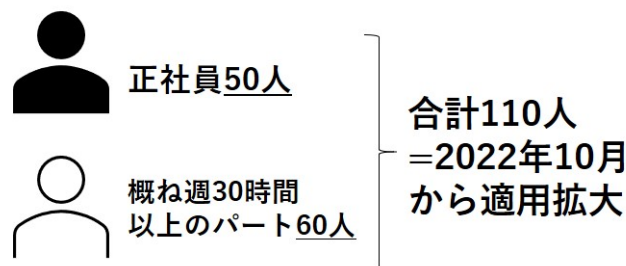 正社員50人
概ね週30時間
以上のパート60人
合計110人
=2022年10月
から適用拡大